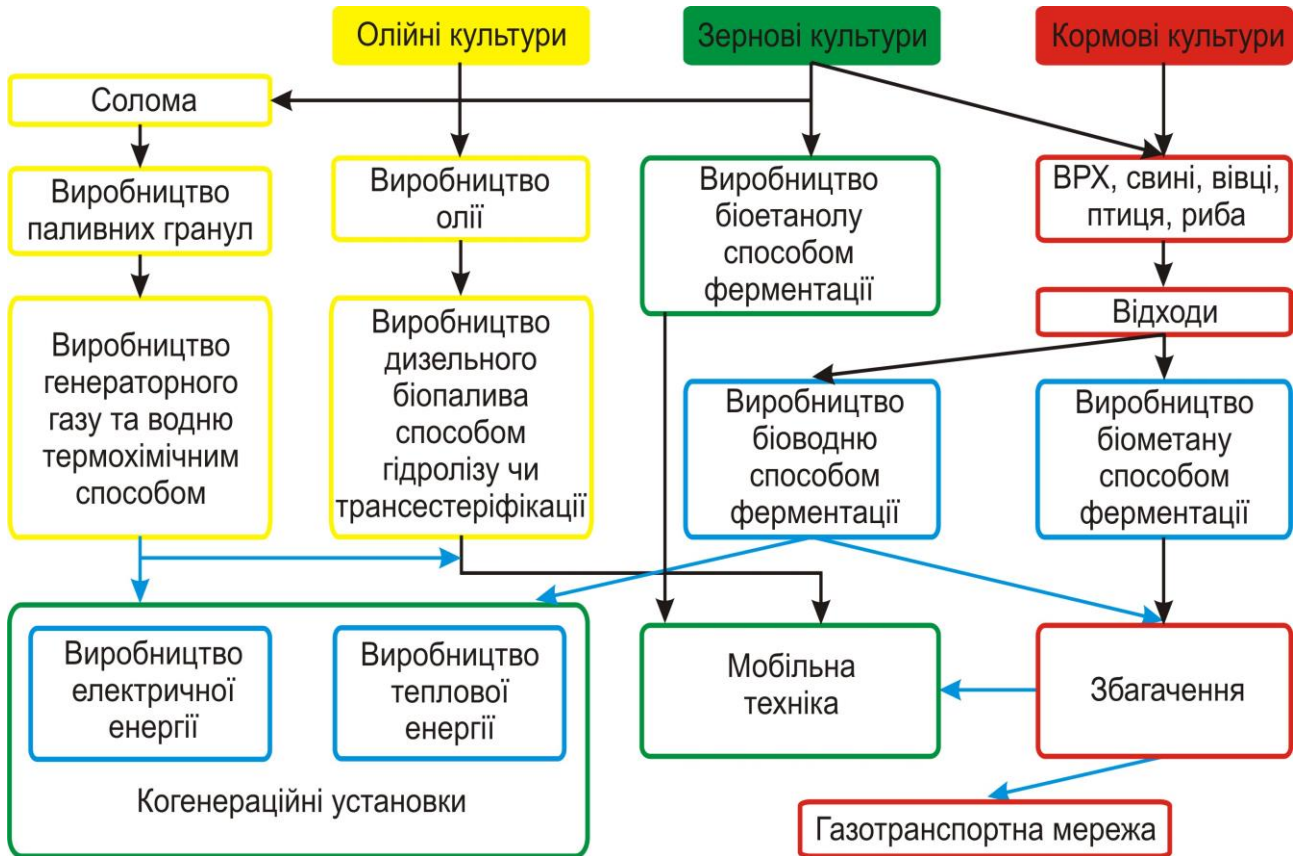 Олійні культури
Зернові культури
Кормові культури
Солома
Виробництво
паливних гранул
Виробництво
олії
Виробництво
біоетанолу
способом
ферментації
ВРХ, свині, вівці,
птиця, риба
Відходи
Виробництво
генераторного
газу та водню
термохімічним
способом
Виробництво
дизельного
біопалива
способом
гідролізу чи
трансестеріфікації
Виробництво
біоводню
способом
ферментації
Виробництво
біометану
способом
ферментації
Виробництво
електричної
енергії
Виробництво
теплової
енергії
Когенераційні установки
Мобільна
техніка
Збагачення
Газотранспортна мережа